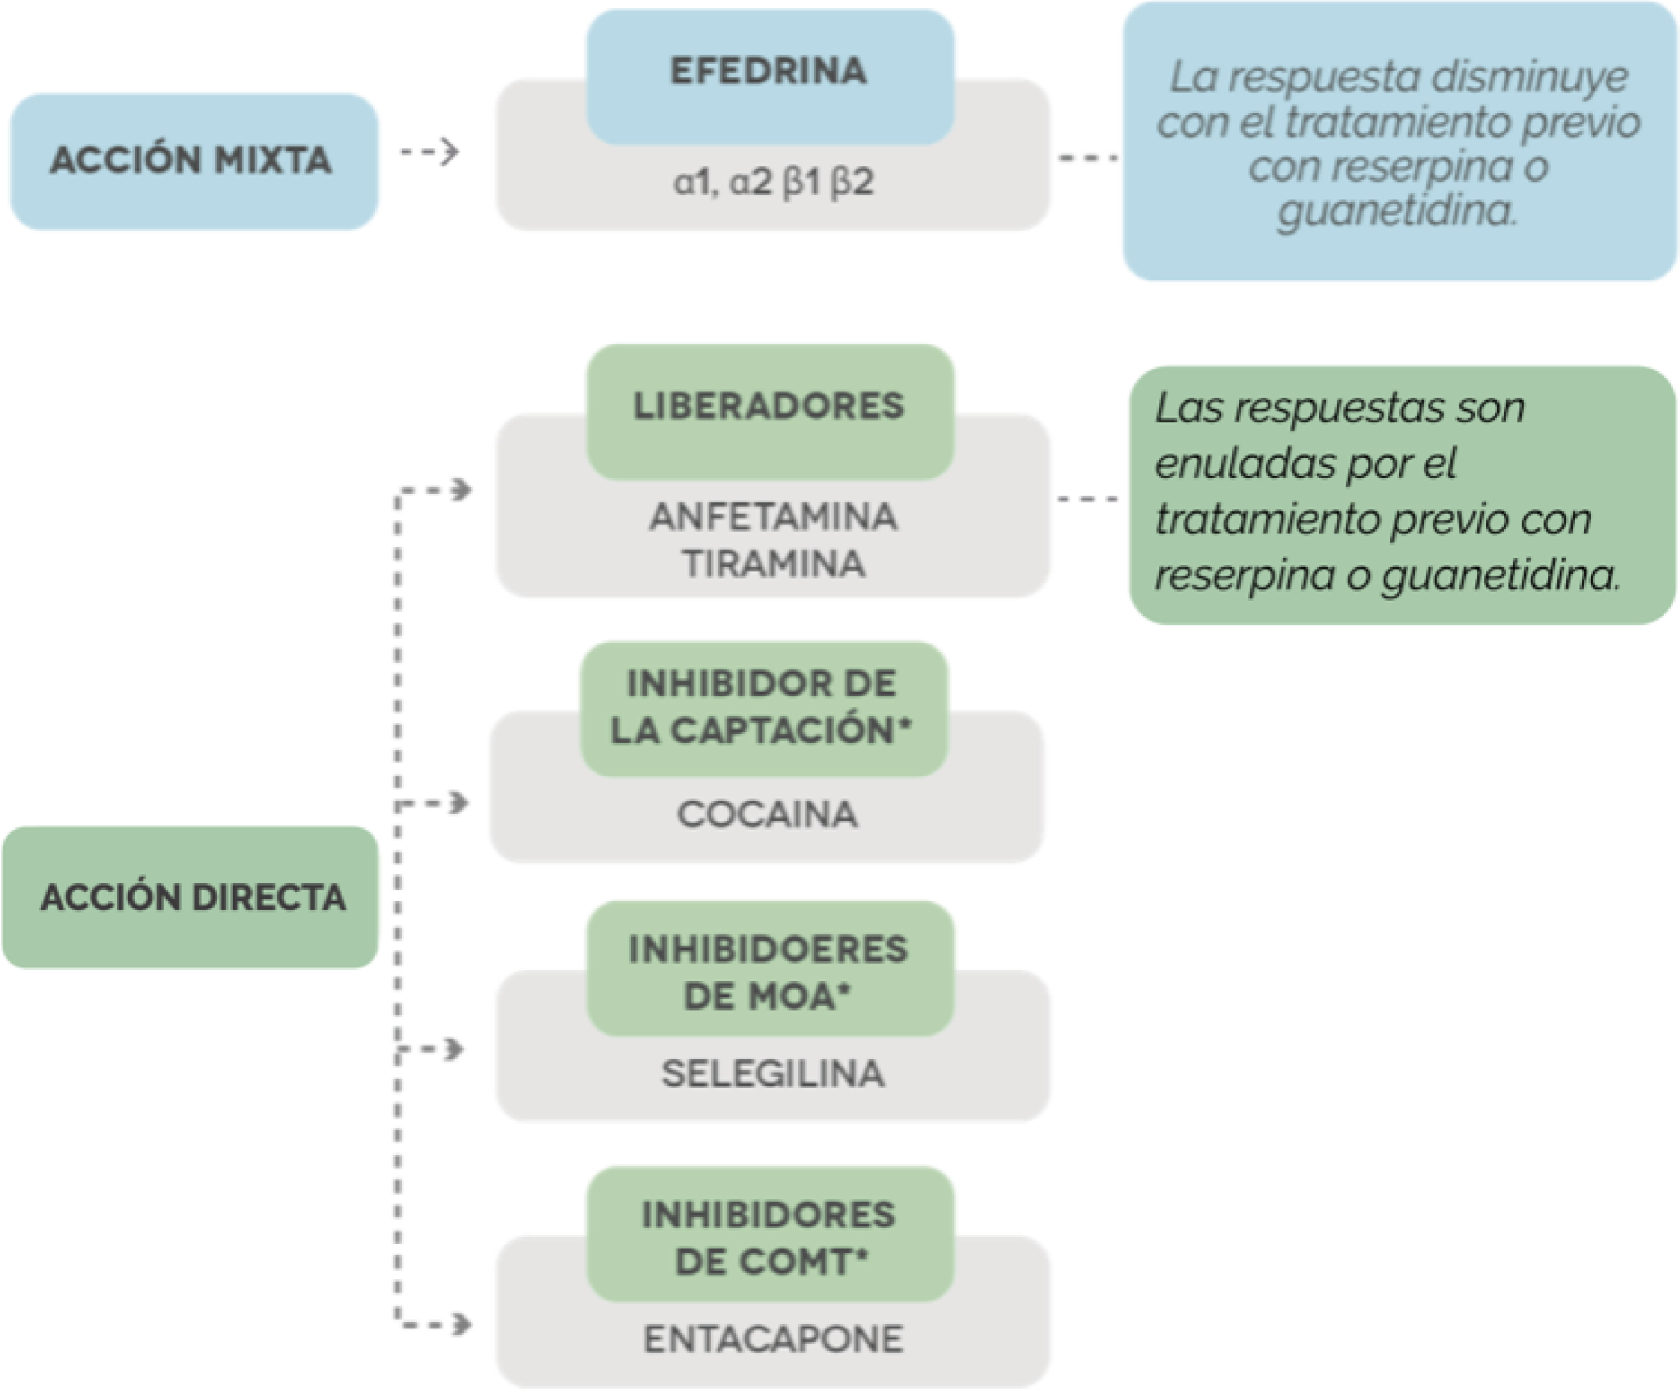 ACCIÓN MIXTA
EFEDRINA
α1, α2 β1 β2
La respuesta disminuye
con el tratamiento previo
con reserpina o
guanetidina.
ACCIÓN DIRECTA
LIBERADORES
ANFETAMINA
TIRAMINA
Las respuestas son
enuladas por el
tratamiento previo con
reserpina o guanetidina.
INHIBIDOR DE
LA CAPTACIÓN*
COCAINA
INHIBIDOERES
DE MOA*
SELEGILINA
INHIBIDORES
DE COMT*
ENTACAPONE